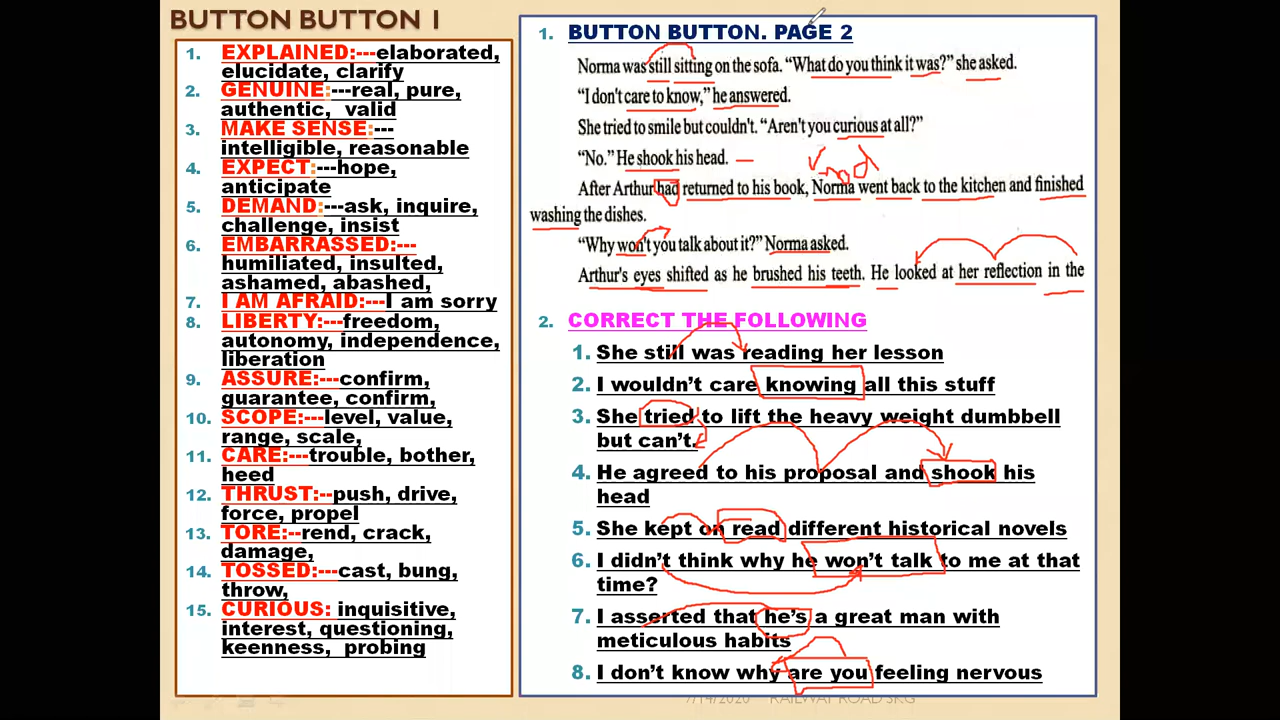 BUTTON BUTTON 1
1. EXPLAINED:---elaborated,
elucidate, clarify
2. GENUINE:---real, pure,
authentic, valid
3. MAKE SENSE:---
intelligible, reasonable
4. EXPECT:---hope,
anticipate
5. DEMAND:---ask, inquire,
challenge, insist
6. EMBARRASSED:---
humiliated, insulted,
ashamed, abashed,
7. I AM AFRAID:---I am sorry
8. LIBERTY:---freedom,
autonomy, independence,
liberation
9. ASSURE:---confirm,
guarantee, confirm,
10. SCOPE:---level, value,
range, scale,
11. CARE:---trouble, bother,
heed
12. THRUST:--push, drive,
force, propel
13. TORE:--rend, crack,
damage,
14. TOSSED:---cast, bung,
throw,
15. CURIOUS: inquisitive,
interest, questioning,
keenness, probing
1. BUTTON BUTTON. PAGE 2
Norma was still sitting on the sofa. “What do you think it was?” she asked.
“I don't care to know,” he answered.
She tried to smile but couldn't. “Aren't you curious at all?”
“No.” He shook his head.
nod
After Arthur had returned to his book, Norma went back to the kitchen and finished
washing the dishes.
“Why won't you talk about it?” Norma asked.
Arthur's eyes shifted as he brushed his teeth. He looked at her reflection in the
2. CORRECT THE FOLLOWING
1. She still was reading her lesson
2. I wouldn’t care knowing all this stuff
3. She tried to lift the heavy weight dumbbell
but can’t.
4. He agreed to his proposal and shook his
head
5. She kept on read different historical novels
6. I didn’t think why he won’t talk to me at that
time?
7. I asserted that he’s a great man with
meticulous habits
8. I don’t know why are you feeling nervous
7/14/2020 RAILWAY ROAD SKG